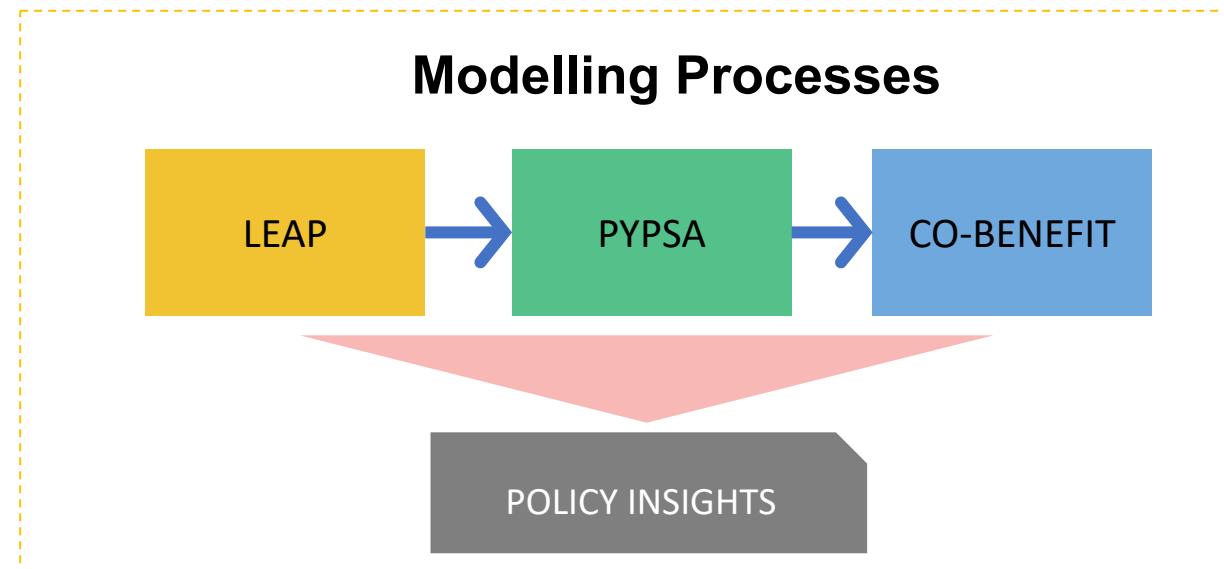 Modelling Processes
LEAP
PYPSA
CO-BENEFIT
POLICY INSIGHTS